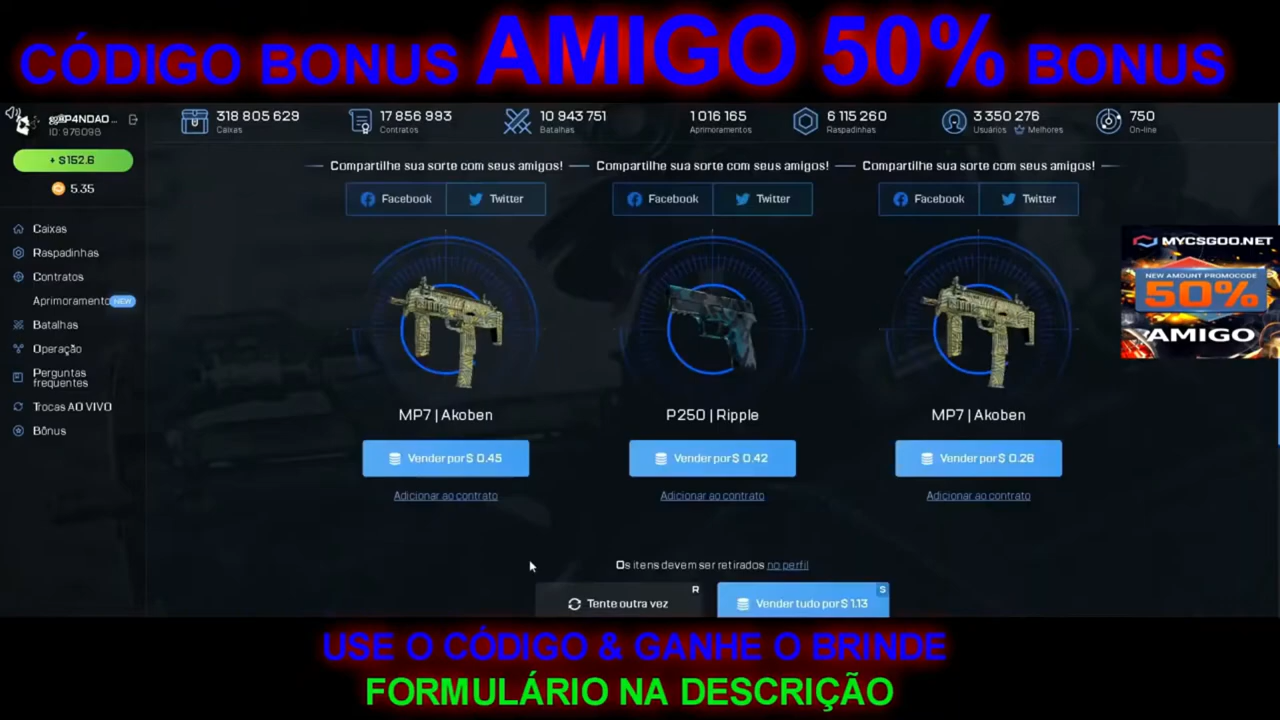 CÓDIGO BONUS AMIGO 50% BONUS
ID: 976098
318 805 629
Caixas
17 856 993
Contratos
10 943 751
Batalhas
1 016 165
Aprimoramentos
6 115 260
Raspadinhas
3 350 276
Usuários Melhores
750
On-line
+ $152.6
5.35
Caixas
Raspadinhas
Contratos
Aprimoramento NEW
Batalhas
Operação
Perguntas
frequentes
Trocas AO VIVO
Bônus
Compartilhe sua sorte com seus amigos!
Facebook Twitter
MP7 | Akoben
Vender por $ 0.45
Adicionar ao contrato
Compartilhe sua sorte com seus amigos!
Facebook Twitter
P250 | Ripple
Vender por $ 0.42
Adicionar ao contrato
Compartilhe sua sorte com seus amigos!
Facebook Twitter
MP7 | Akoben
Vender por $ 0.26
Adicionar ao contrato
MYCSGOO.NET
NEW AMOUNT PROMOCODE
50%
AMIGO
Os itens devem ser retirados no perfil
Tente outra vez R
Vender tudo por $ 1.13 S
USE O CÓDIGO & GANHE O BRINDE
FORMULÁRIO NA DESCRIÇÃO